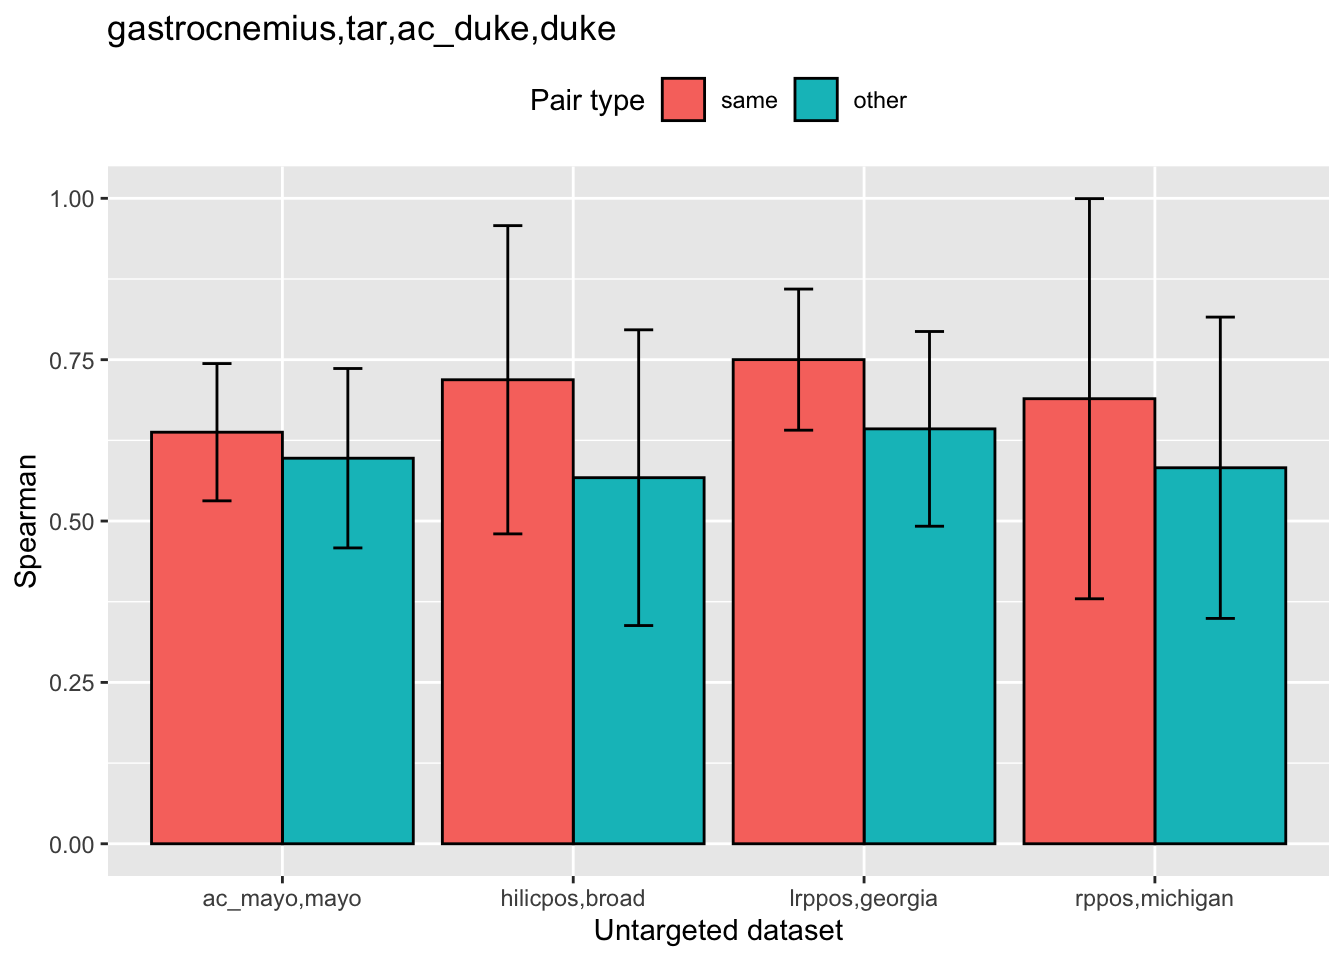 gastrocnemius,tar,ac_duke,duke
Pair type same other
1.00
0.75
0.50
0.25
0.00
Spearman
ac_mayo,mayo hilicpos,broad lrppos,georgia rppos,michigan
Untargeted dataset